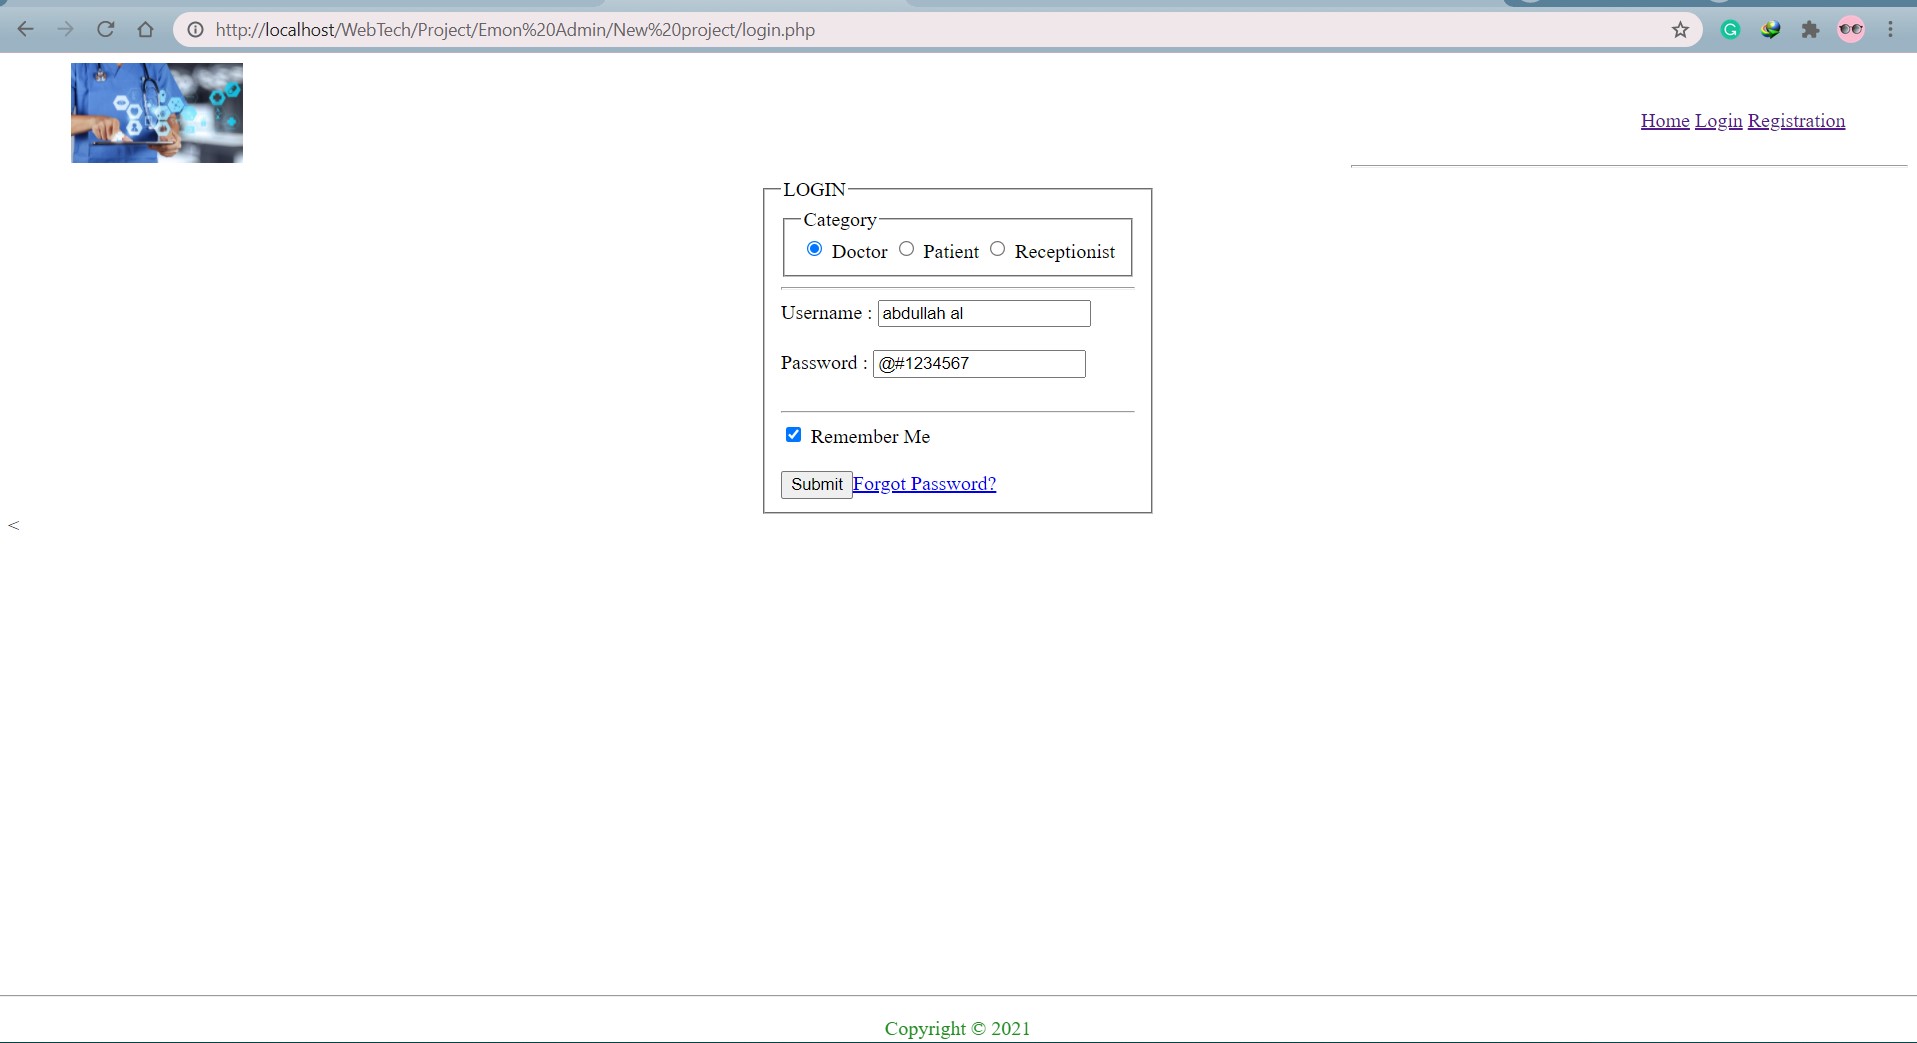 http://localhost/WebTech/Project/Emon%20Admin/New%20project/login.php
Home Login Registration
LOGIN
Category
Doctor Patient Receptionist
Username : abdullah al
Password : @#1234567
Remember Me
Submit Forgot Password?
<
Copyright © 2021